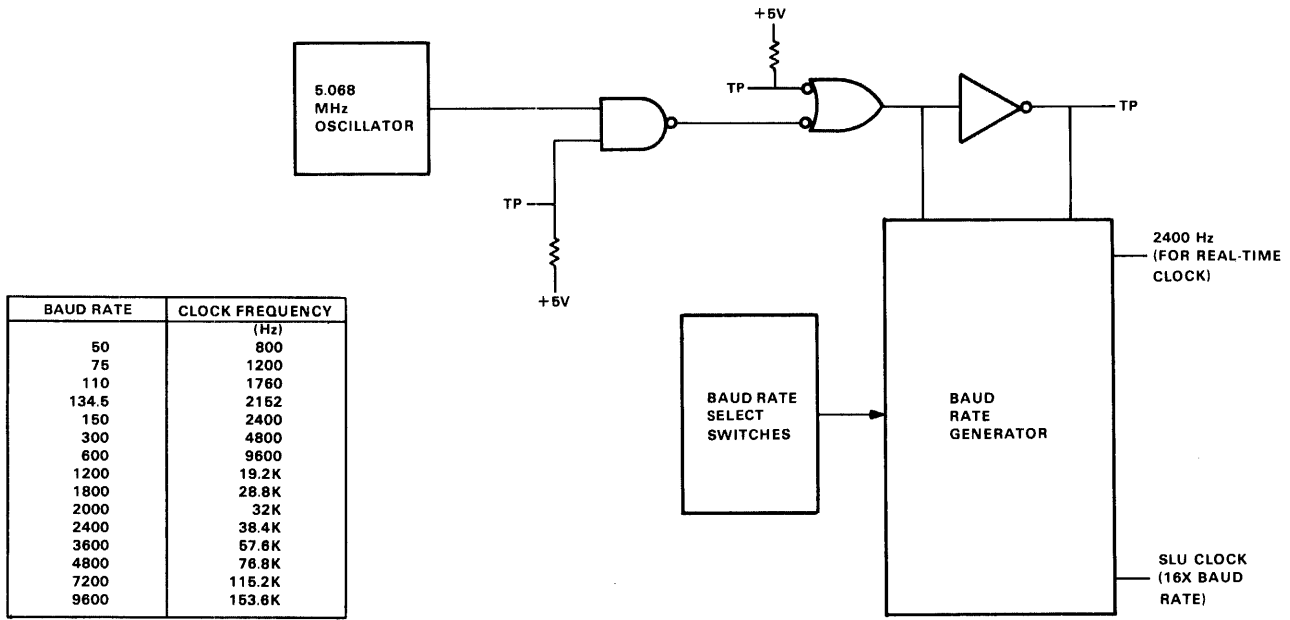 +5V
5.068
MHz
OSCILLATOR
TP
TP
TP
+5V
2400 Hz
(FOR REAL-TIME
CLOCK)
BAUD RATE CLOCK FREQUENCY
(Hz)
50 800
75 1200
110 1760
134.5 2152
150 2400
300 4800
600 9600
1200 19.2K
1800 28.8K
2000 32K
2400 38.4K
3600 57.6K
4800 76.8K
7200 115.2K
9600 153.6K
BAUD RATE
SELECT
SWITCHES
BAUD
RATE
GENERATOR
SLU CLOCK
(16X BAUD
RATE)